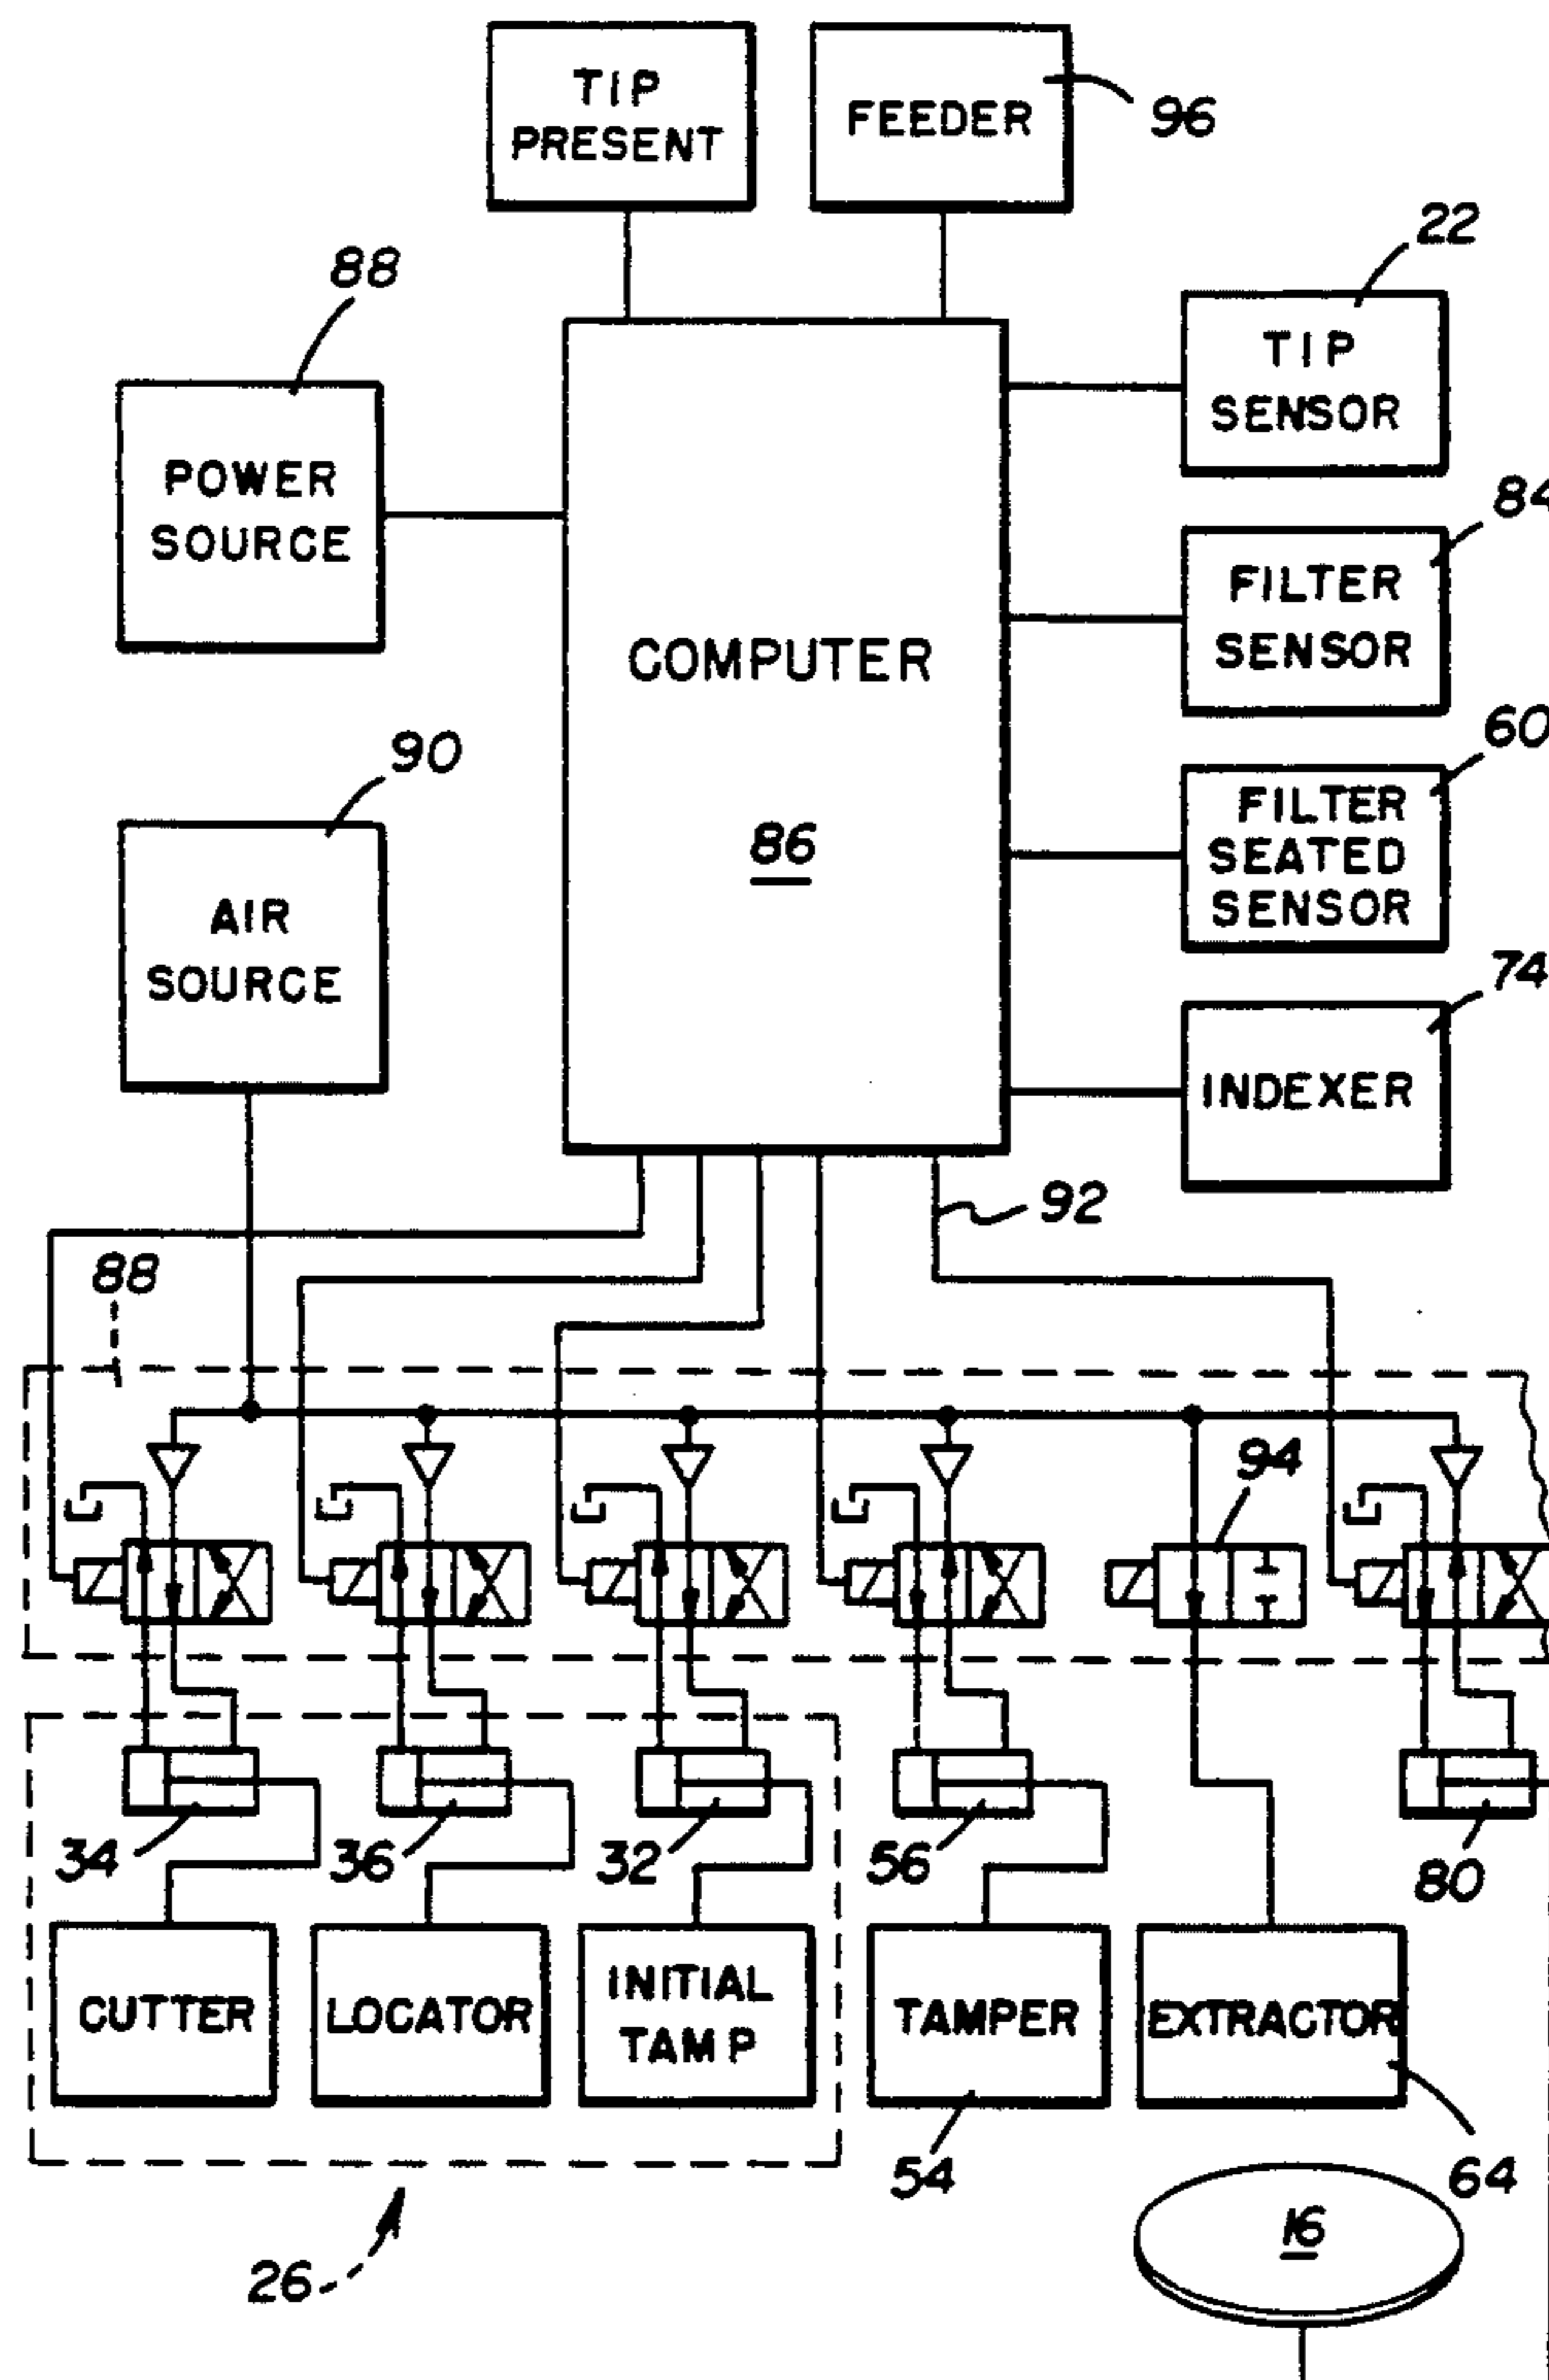 TIP
PRESENT
FEEDER
96
22
88
TIP
SENSOR
POWER
SOURCE
84
FILTER
SENSOR
COMPUTER
86
60
90
FILTER
SEATED
SENSOR
AIR
SOURCE
74
INDEXER
92
88
94
34
36
32
56
80
CUTTER
LOCATOR
INITIAL
TAMP
TAMPER
EXTRACTOR
54
64
26
16